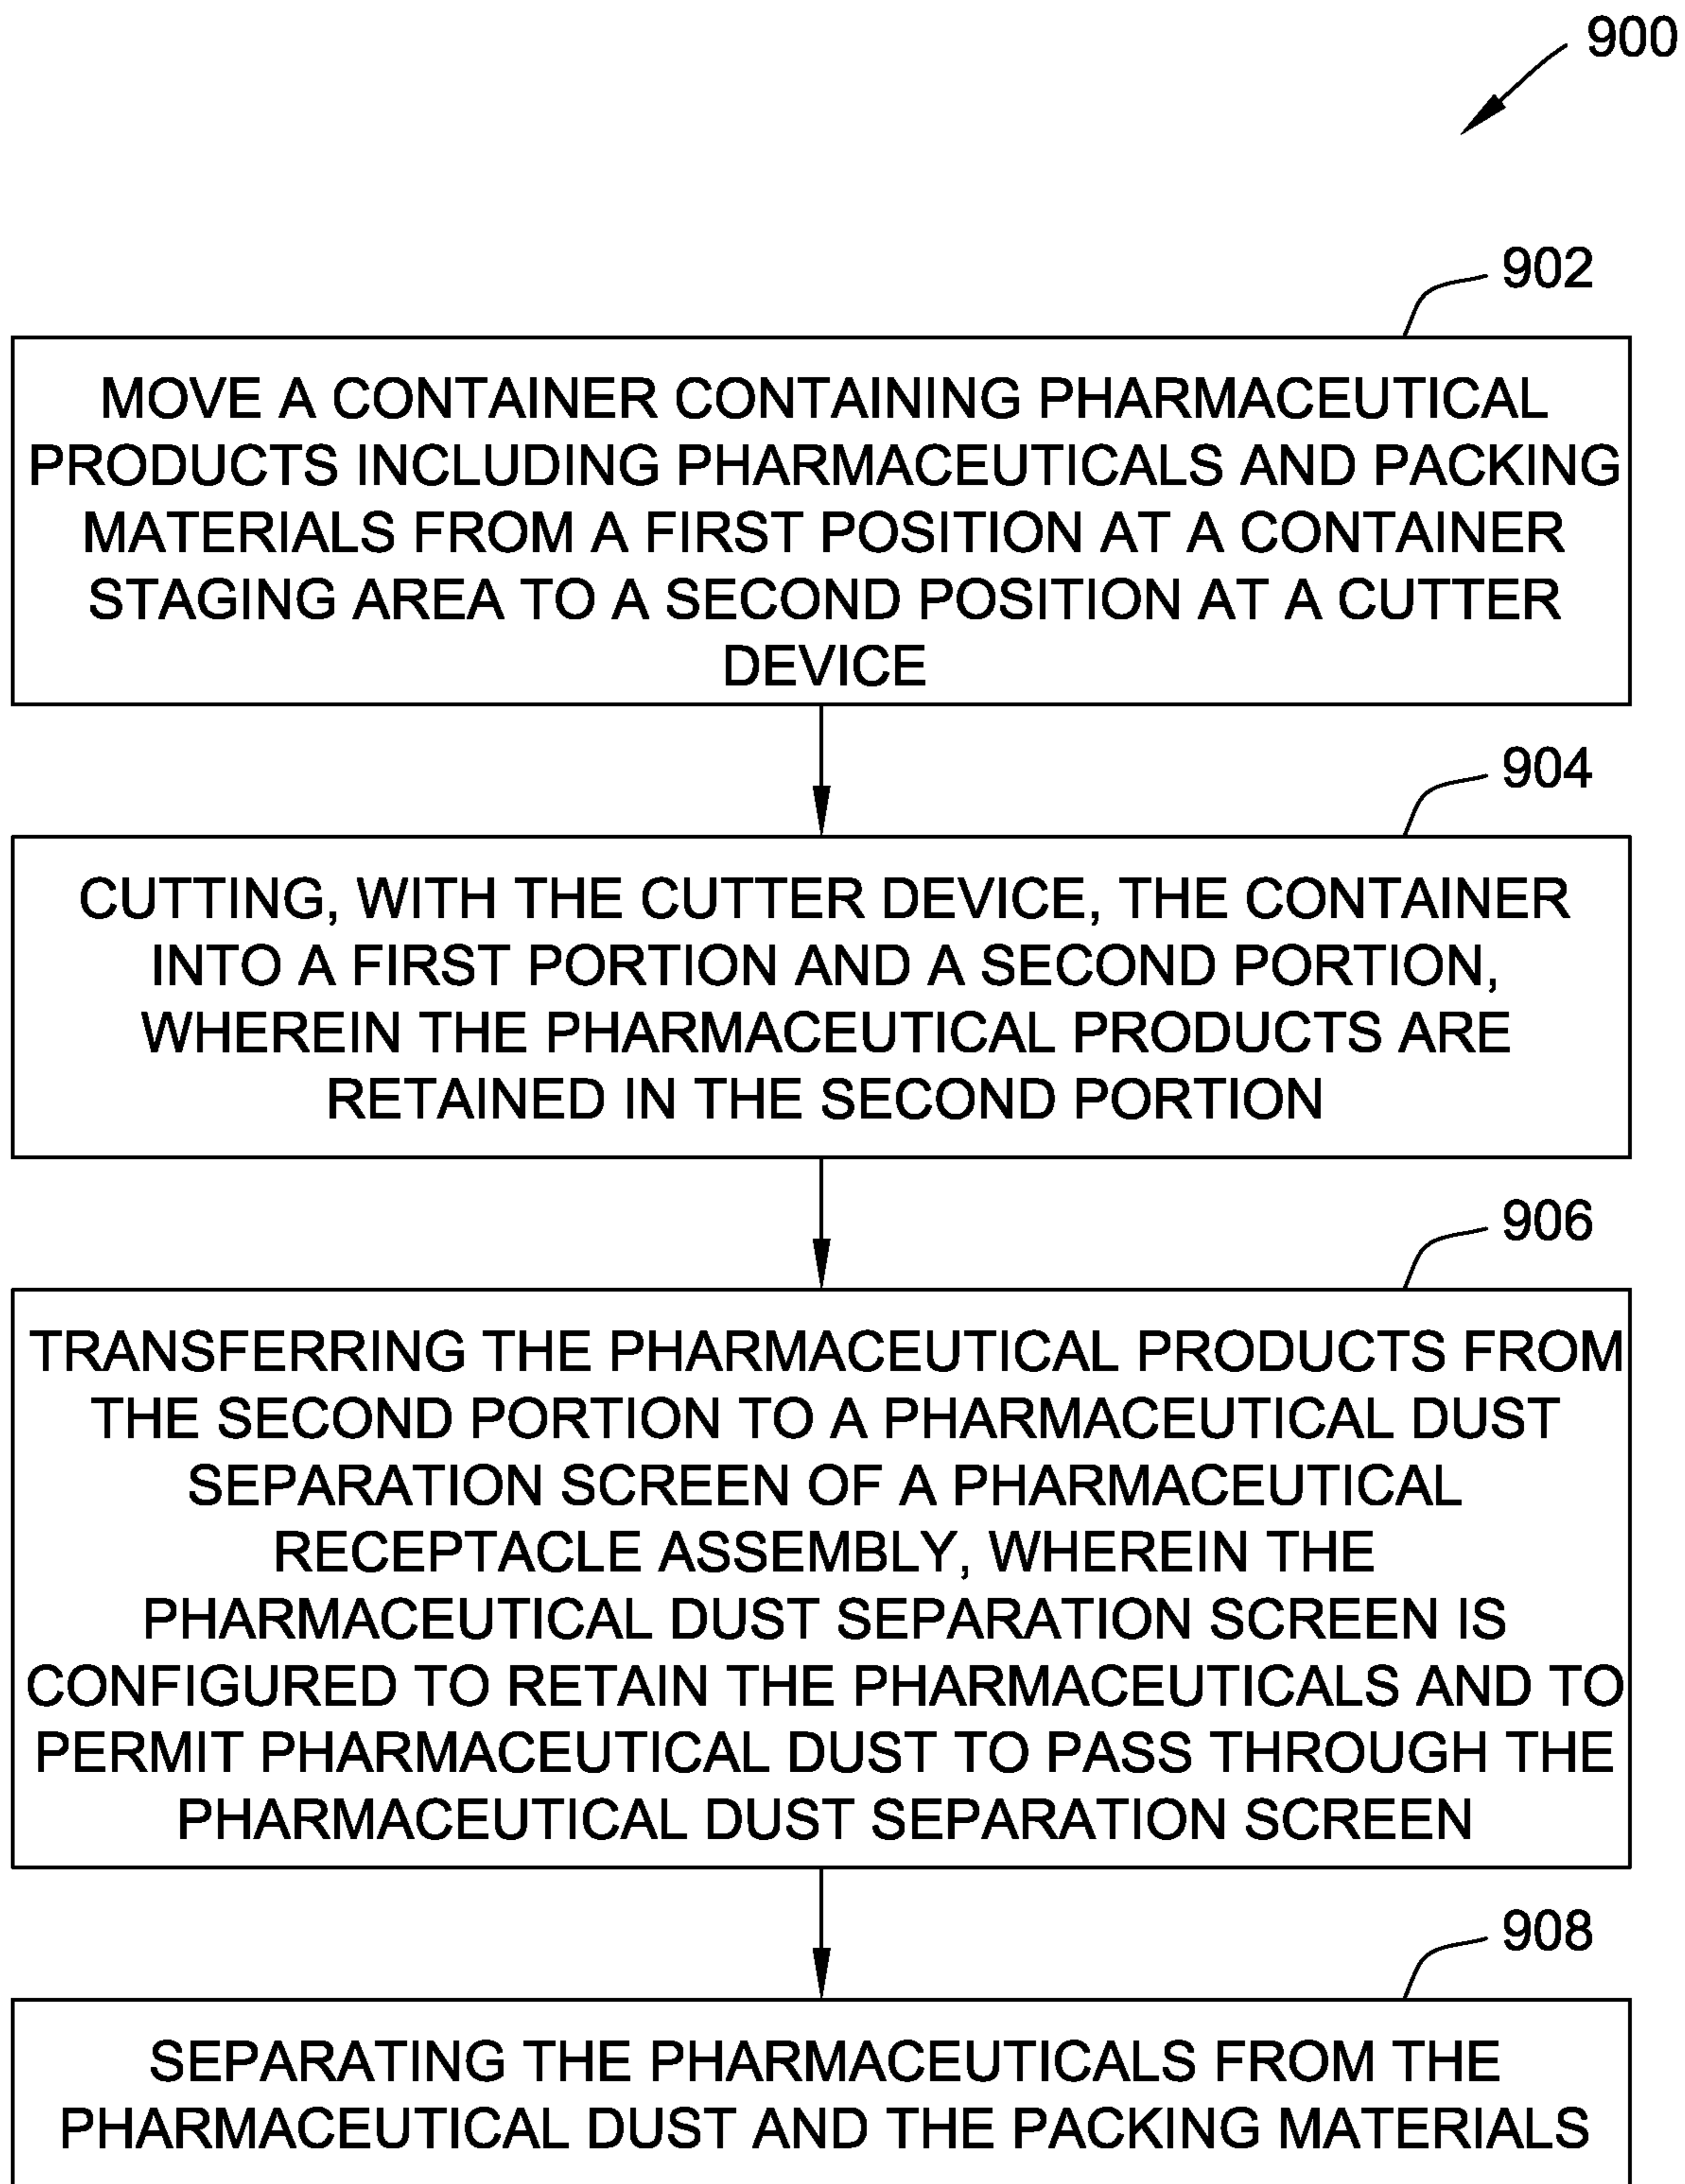 900
902
MOVE A CONTAINER CONTAINING PHARMACEUTICAL
PRODUCTS INCLUDING PHARMACEUTICALS AND PACKING
MATERIALS FROM A FIRST POSITION AT A CONTAINER
STAGING AREA TO A SECOND POSITION AT A CUTTER
DEVICE
904
CUTTING, WITH THE CUTTER DEVICE, THE CONTAINER
INTO A FIRST PORTION AND A SECOND PORTION,
WHEREIN THE PHARMACEUTICAL PRODUCTS ARE
RETAINED IN THE SECOND PORTION
906
TRANSFERRING THE PHARMACEUTICAL PRODUCTS FROM
THE SECOND PORTION TO A PHARMACEUTICAL DUST
SEPARATION SCREEN OF A PHARMACEUTICAL
RECEPTACLE ASSEMBLY, WHEREIN THE
PHARMACEUTICAL DUST SEPARATION SCREEN IS
CONFIGURED TO RETAIN THE PHARMACEUTICALS AND TO
PERMIT PHARMACEUTICAL DUST TO PASS THROUGH THE
PHARMACEUTICAL DUST SEPARATION SCREEN
908
SEPARATING THE PHARMACEUTICALS FROM THE
PHARMACEUTICAL DUST AND THE PACKING MATERIALS